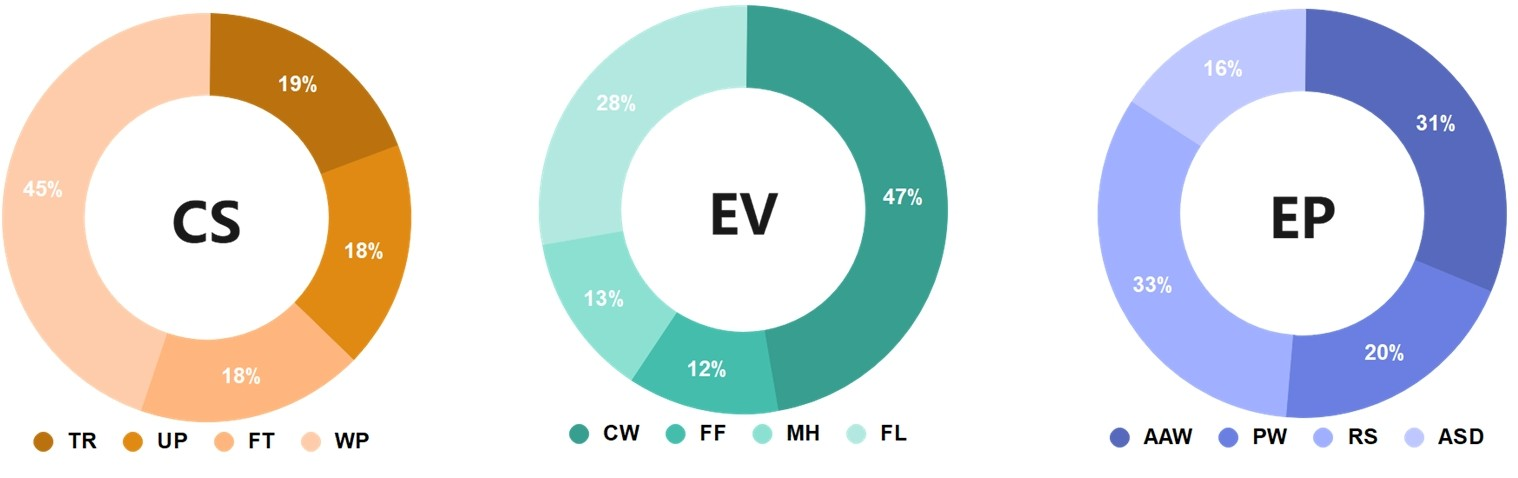 19%
18%
18%
45%
CS
TR UP FT WP
47%
12%
13%
28%
EV
CW FF MH FL
31%
20%
33%
16%
EP
AAW PW RS ASD